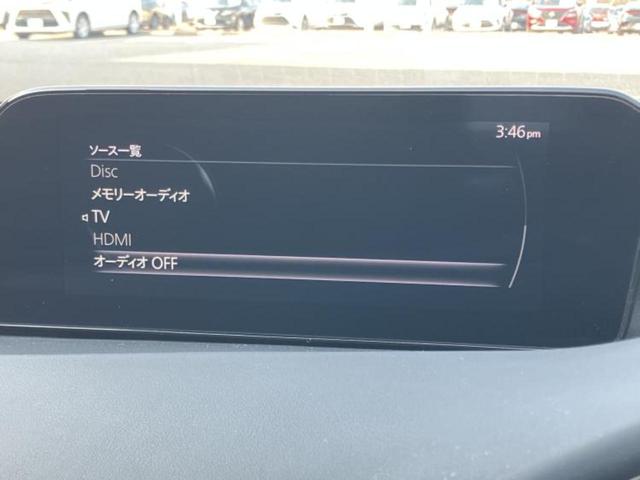 3:46pm
ソース一覧
Disc
メモリーオーディオ
TV
HDMI
オーディオ OFF